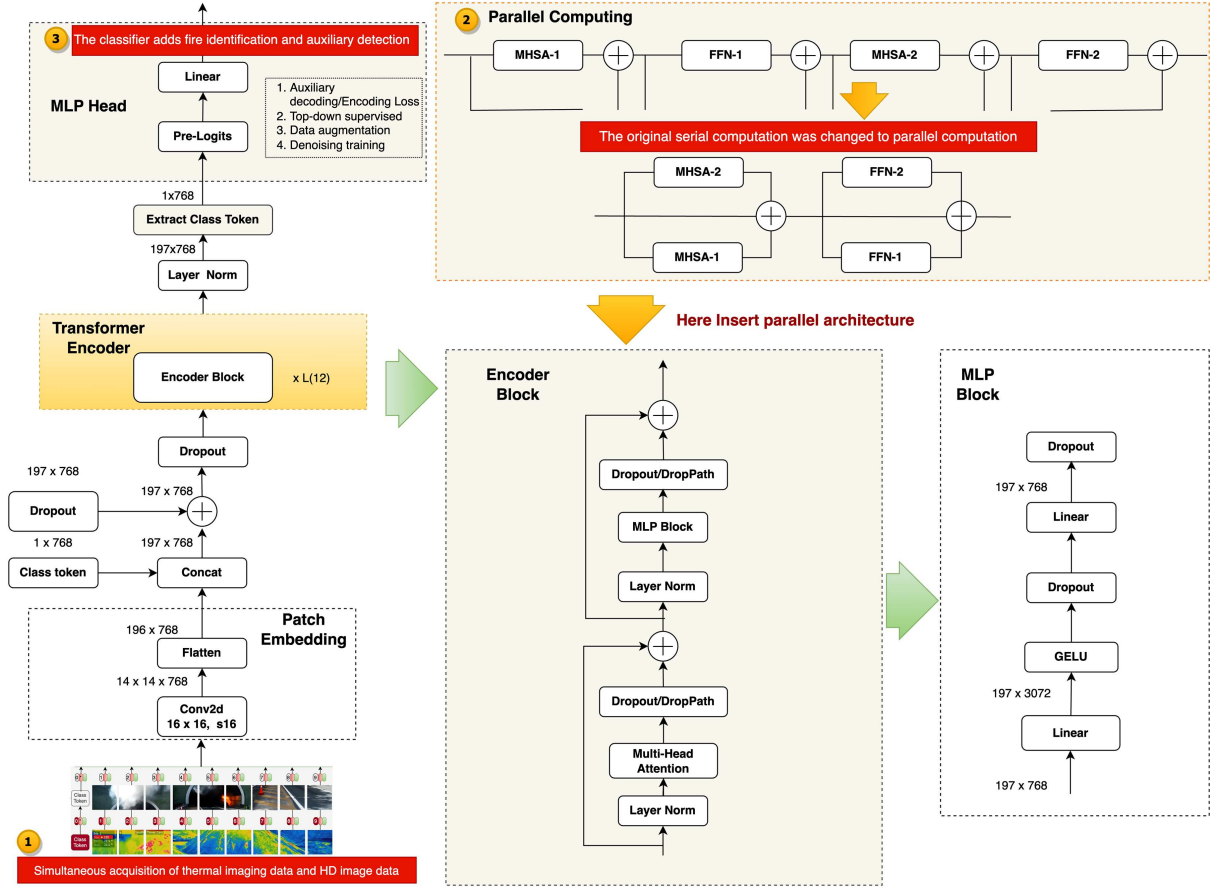 3
The classifier adds fire identification and auxiliary detection
Linear
MLP Head
Pre-Logits
1. Auxiliary
decoding/Encoding Loss
2. Top-down supervised
3. Data augmentation
4. Denoising training
1x768
Extract Class Token
197x768
Layer Norm
Transformer
Encoder
Encoder Block
x L(12)
Dropout
197 x 768
197 x 768
Dropout
1 x 768
197 x 768
Class token
Concat
Patch
Embedding
196 x 768
Flatten
14 x 14 x 768
Conv2d
16 x 16, s16
Class
Token
Class
Token
1
Simultaneous acquisition of thermal imaging data and HD image data
2
Parallel Computing
MHSA-1
FFN-1
MHSA-2
FFN-2
The original serial computation was changed to parallel computation
MHSA-2
FFN-2
MHSA-1
FFN-1
Here Insert parallel architecture
Encoder
Block
Dropout/DropPath
MLP Block
Layer Norm
Dropout/DropPath
Multi-Head
Attention
Layer Norm
MLP
Block
Dropout
197 x 768
Linear
Dropout
GELU
197 x 3072
Linear
197 x 768